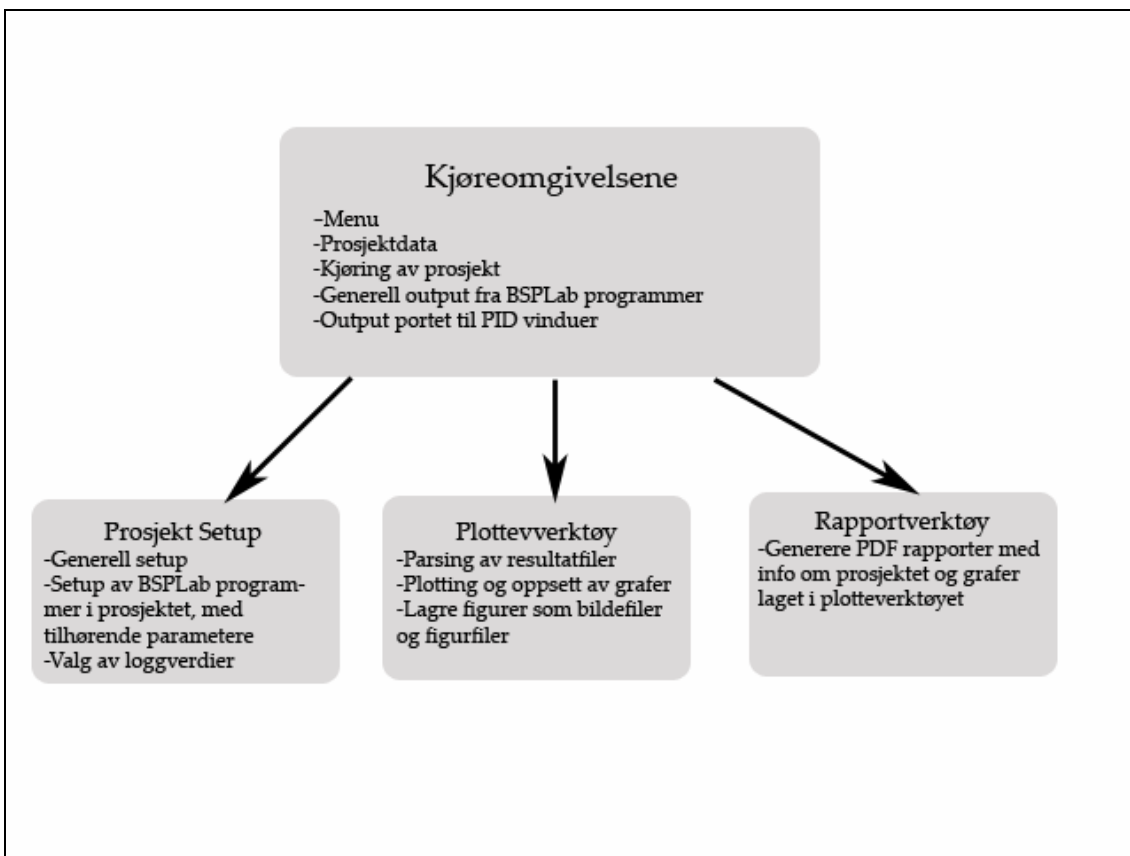 Kjøreomgivelsene
-Menu
-Prosjektdata
-Kjøring av prosjekt
-Generell output fra BSPLab programmer
-Output portet til PID vinduer
Prosjekt Setup
-Generell setup
-Setup av BSPLab program-
mer i prosjektet, med
tilhørende parametere
-Valg av loggverdier
Plottevverktøy
-Parsing av resultatfiler
-Plotting og oppsett av grafer
-Lagre figurer som bildefiler
og figurfiler
Rapportverktøy
-Generere PDF rapporter med
info om prosjektet og grafer
laget i plotteverktøyet